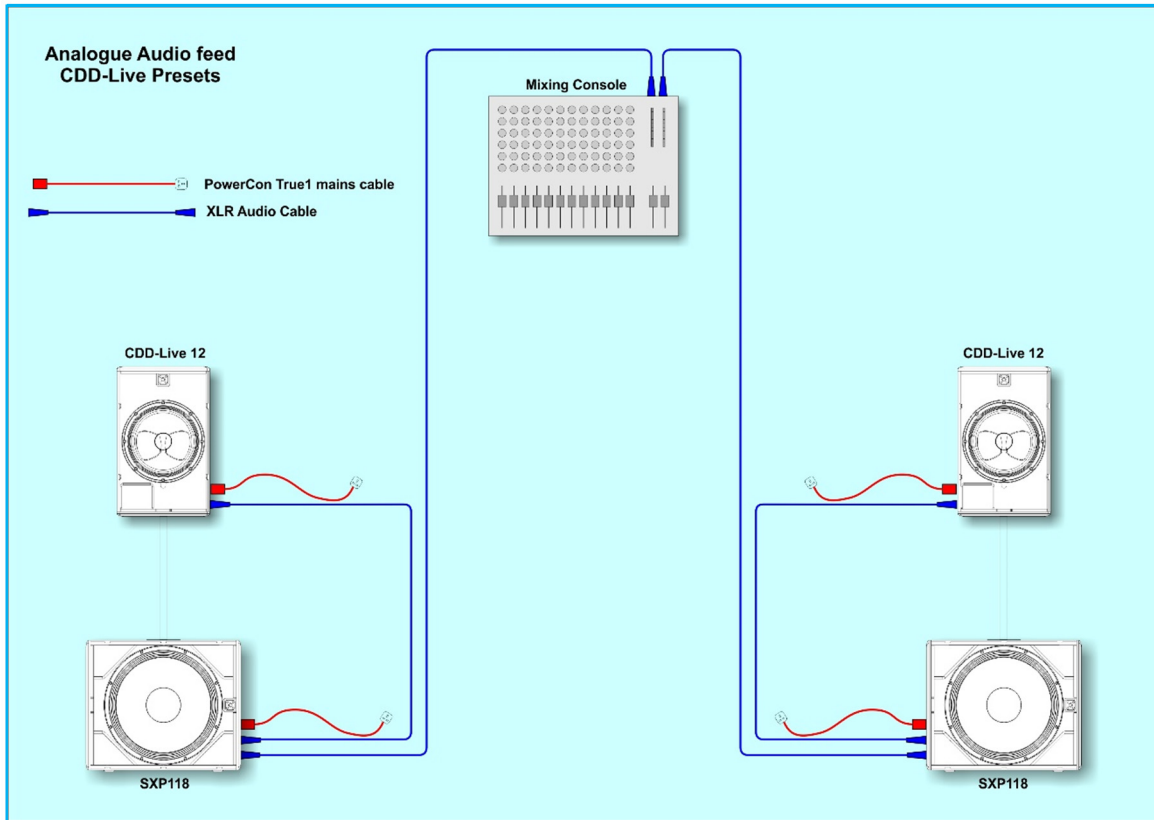 Analogue Audio feed
CDD-Live Presets
Mixing Console
PowerCon True1 mains cable
XLR Audio Cable
CDD-Live 12
CDD-Live 12
SXP118
SXP118